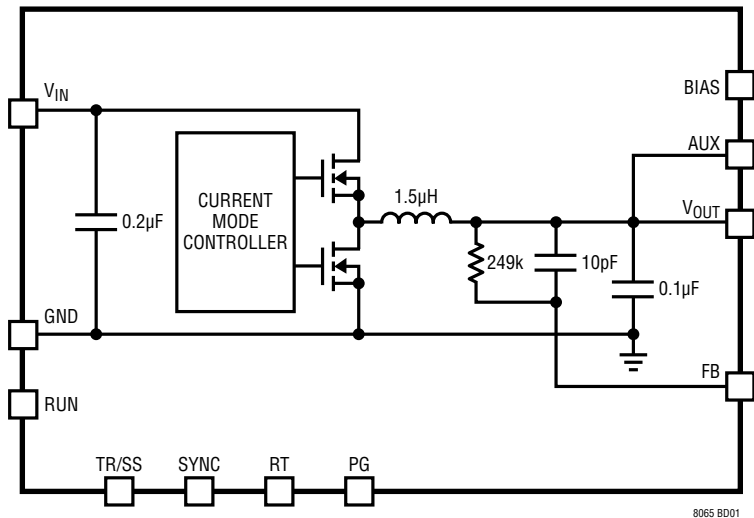 VIN
BIAS
AUX
VOUT
1.5µH
0.2µF
CURRENT
MODE
CONTROLLER
249k
10pF
0.1µF
GND
FB
RUN
TR/SS
SYNC
RT
PG
8065 BD01